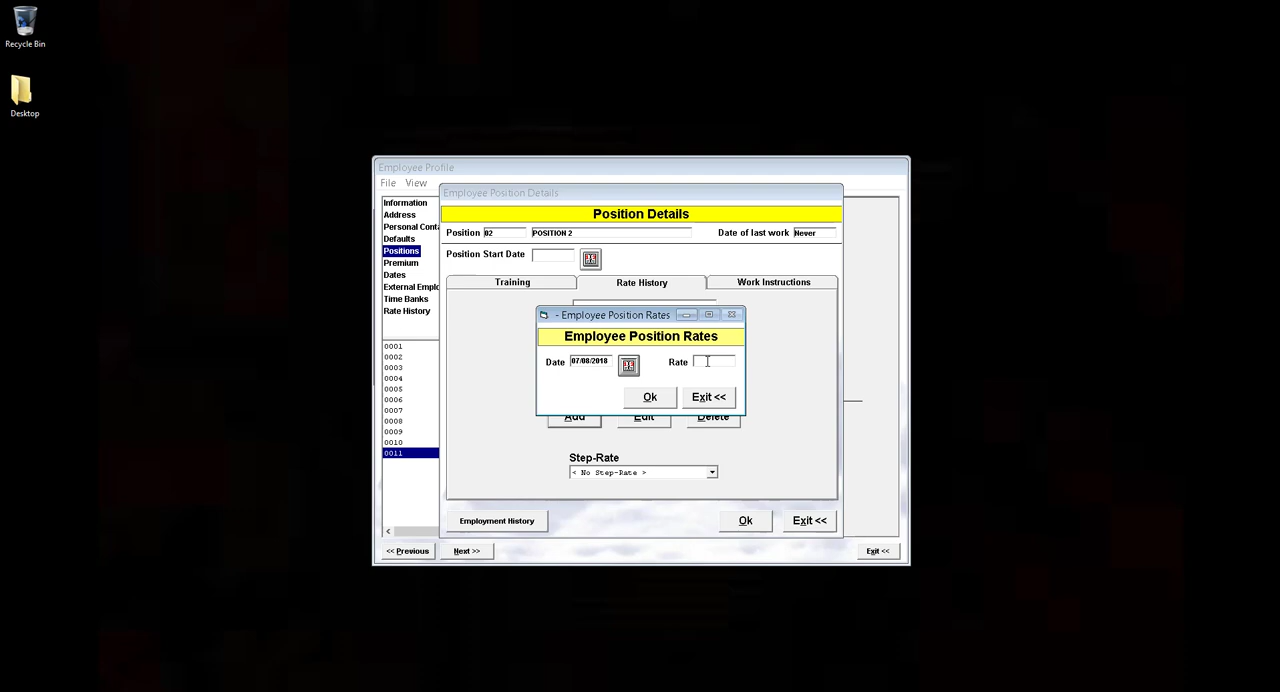 Recycle Bin
Desktop
Employee Profile
File View
Employee Position Details
Information
Address
Personal Conta
Defaults
Positions
Premium
Dates
External Emplo
Time Banks
Rate History
Position Details
Position 02 POSITION 2 Date of last work Never
Position Start Date
Training Rate History Work Instructions
- Employee Position Rates
Employee Position Rates
Date 07/08/2018 Rate
Ok Exit <<
Add Edit Delete
Step-Rate
< No Step-Rate >
0001
0002
0003
0004
0005
0006
0007
0008
0009
0010
0011
Employment History Ok Exit <<
<< Previous Next >> Exit <<